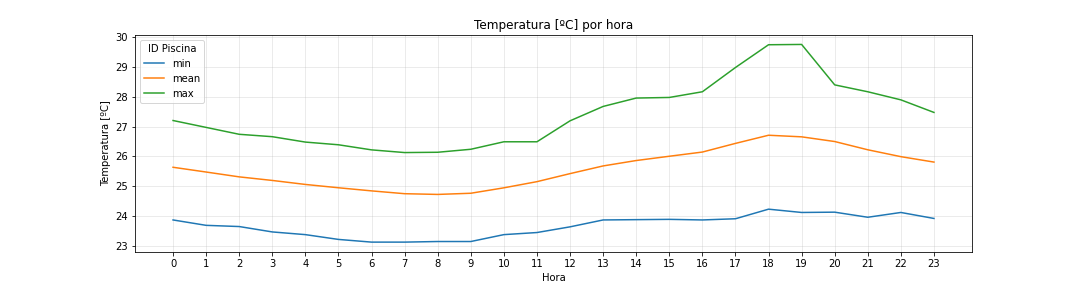 Temperatura [ºC] por hora
Temperatura [ºC]
30
29
28
27
26
25
24
23
ID Piscina
min
mean
max
0 1 2 3 4 5 6 7 8 9 10 11 12 13 14 15 16 17 18 19 20 21 22 23
Hora